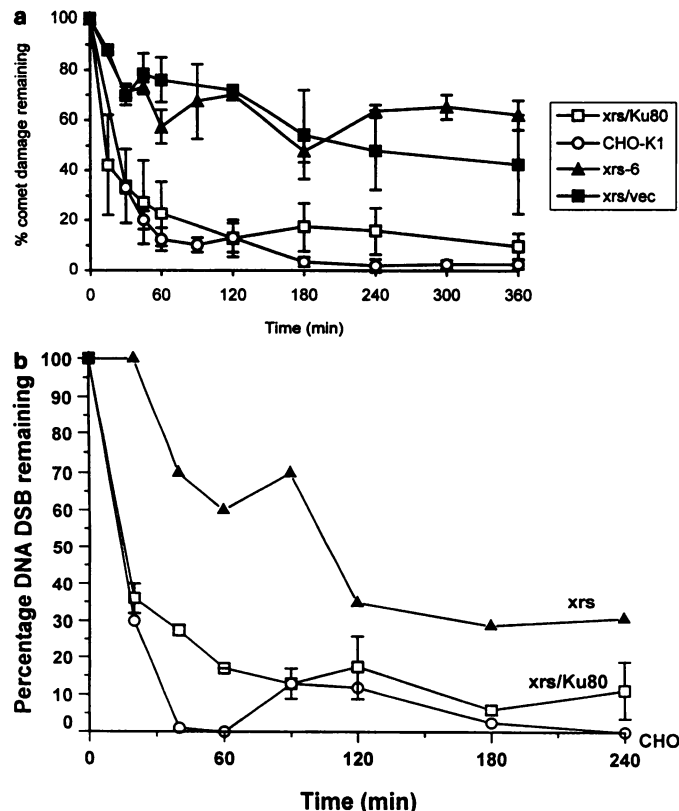 a
100
80
60
40
20
0
% comet damage remaining
0 60 120 180 240 300 360
Time (min)
xrs/Ku80
CHO-K1
xrs-6
xrs/vec
b
100
90
80
70
60
50
40
30
20
10
0
Percentage DNA DSB remaining
xrs
xrs/Ku80
CHO
0 60 120 180 240
Time (min)